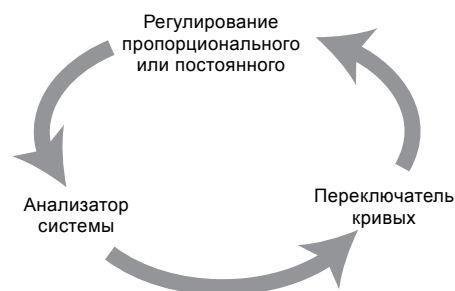 Регулирование
пропорционального
или постоянного
Анализатор
системы
Переключатель
кривых